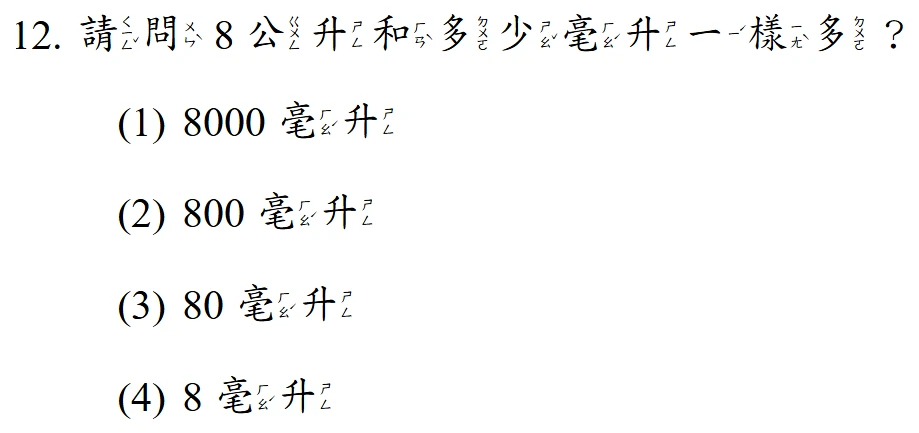 12. 請問 8 公升和多少毫升一樣多？
(1) 8000 毫升
(2) 800 毫升
(3) 80 毫升
(4) 8 毫升